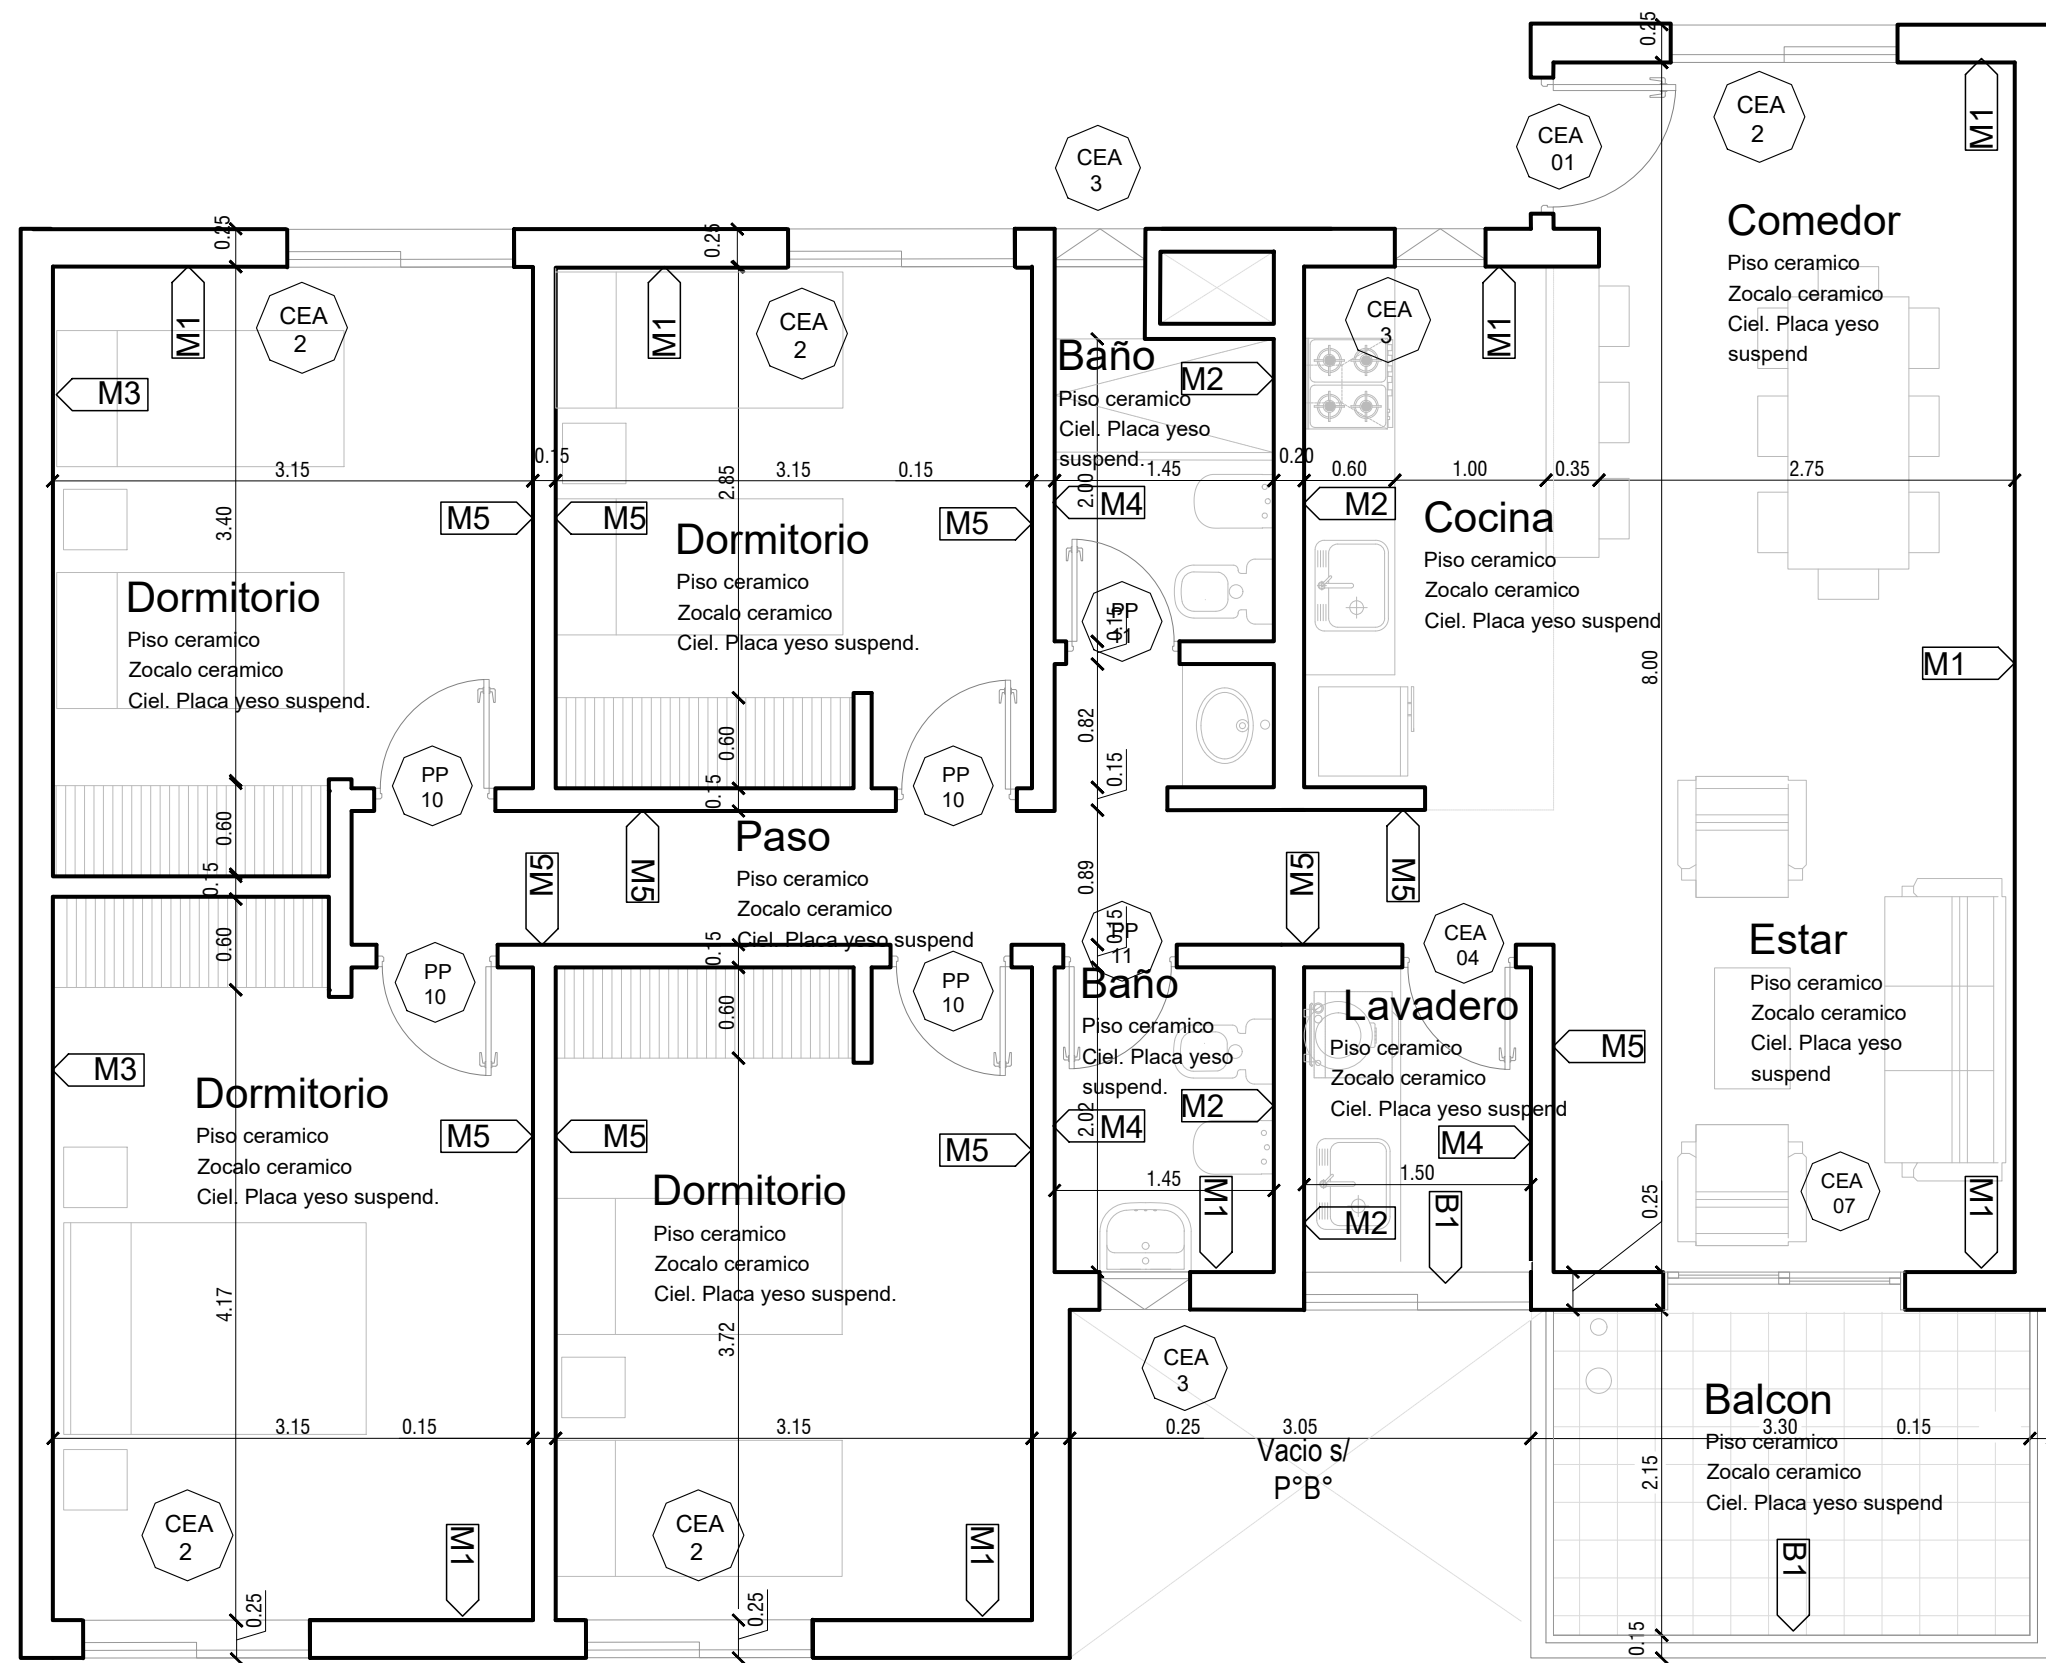 0.25
CEA
2
CEA
01
M1
CEA
3
Comedor
Piso ceramico
Zocalo ceramico
Ciel. Placa yeso
suspend
0.25
0.25
M1
CEA
2
M3
M1
CEA
2
Baño
Piso ceramico
Ciel. Placa yeso
suspend.
M2
CEA
3
M1
3.15
0.15
3.15
0.15
1.45
0.20
0.60
1.00
0.35
2.75
3.40
2.85
2.00
M5
M5
M5
M4
M2
Dormitorio
Piso ceramico
Zocalo ceramico
Ciel. Placa yeso suspend.
Dormitorio
Piso ceramico
Zocalo ceramico
Ciel. Placa yeso suspend.
Cocina
Piso ceramico
Zocalo ceramico
Ciel. Placa yeso suspend
PP
11
0.15
8.00
M1
PP
10
0.60
0.15
PP
10
0.82
0.15
0.60
0.15
0.60
M5
M5
Paso
Piso ceramico
Zocalo ceramico
Ciel. Placa yeso suspend
0.15
0.89
M5
M5
PP
10
0.60
PP
10
PP
11
0.15
CEA
04
Estar
Piso ceramico
Zocalo ceramico
Ciel. Placa yeso
suspend
M3
Dormitorio
Piso ceramico
Zocalo ceramico
Ciel. Placa yeso suspend.
M5
M5
M5
Baño
Piso ceramico
Ciel. Placa yeso
suspend.
2.02
M4
M2
1.45
M1
Lavadero
Piso ceramico
Zocalo ceramico
Ciel. Placa yeso suspend
M4
M5
1.50
M2
B1
0.25
CEA
07
M1
Dormitorio
Piso ceramico
Zocalo ceramico
Ciel. Placa yeso suspend.
4.17
3.72
CEA
3
3.15
0.15
3.15
0.25
3.05
Vacio s/
P°B°
Balcon
3.30
0.15
Piso ceramico
Zocalo ceramico
Ciel. Placa yeso suspend
2.15
CEA
2
M1
CEA
2
M1
B1
0.25
0.25
0.15